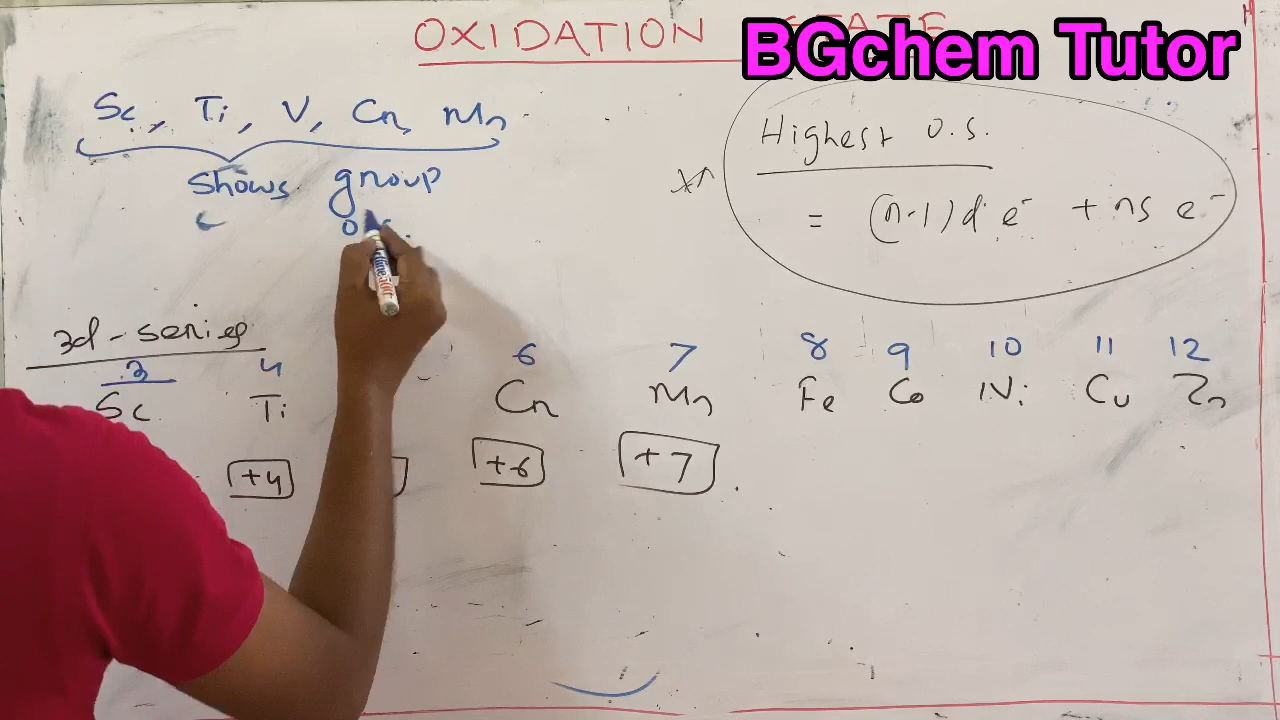 OXIDATION STATE
BGchem Tutor
Sc, Ti, V, Cr, Mn
shows group
O.S.
Highest O.S.
= (n-1)d e⁻ + ns e⁻
3d-series
3 4 6 7 8 9 10 11 12
Sc Ti Cr Mn Fe Co Ni Cu Zn
+4 +6 +7